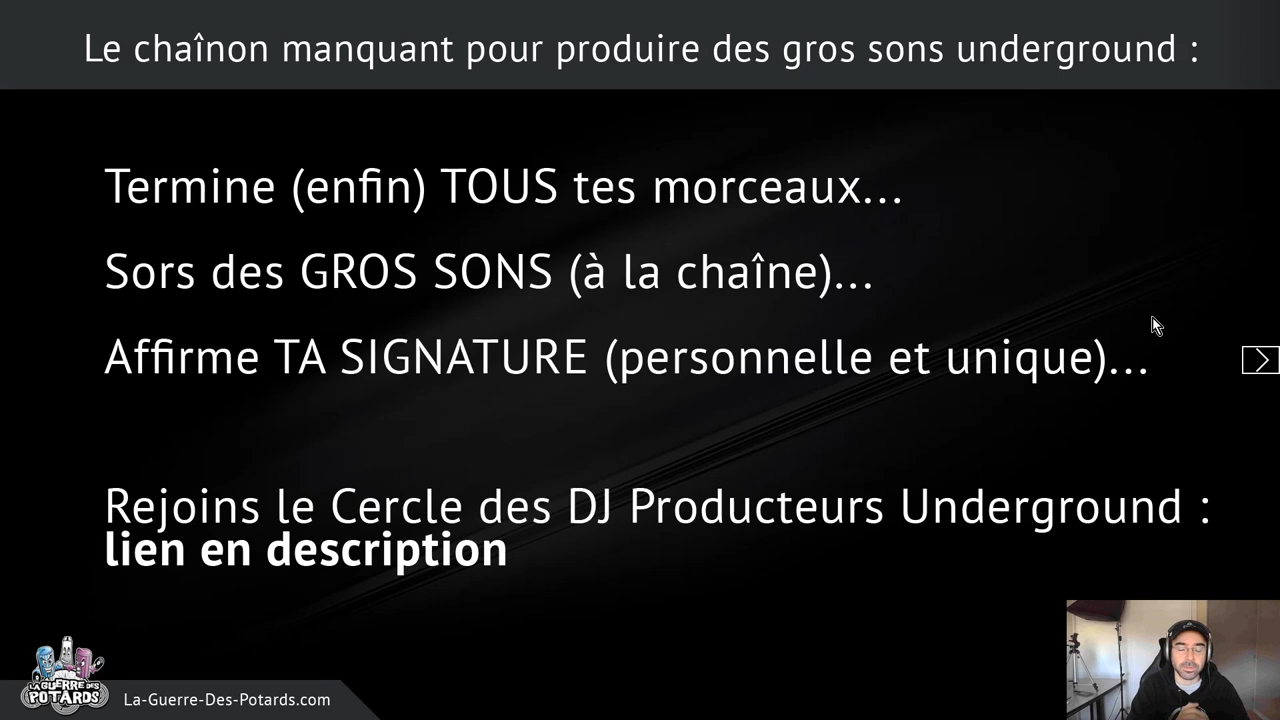 Le chaînon manquant pour produire des gros sons underground :
Termine (enfin) TOUS tes morceaux...
Sors des GROS SONS (à la chaîne)...
Affirme TA SIGNATURE (personnelle et unique)...
Rejoins le Cercle des DJ Producteurs Underground :
lien en description
LA GUERRE DES
POTARDS
La-Guerre-Des-Potards.com